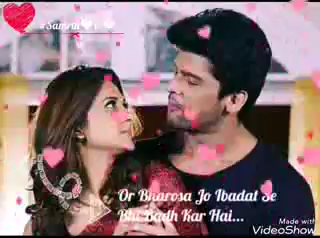 #Samrat
Or Bharosa Jo Ibadat Se
Bhi Badh Kar Hai...
Made with
VideoShow